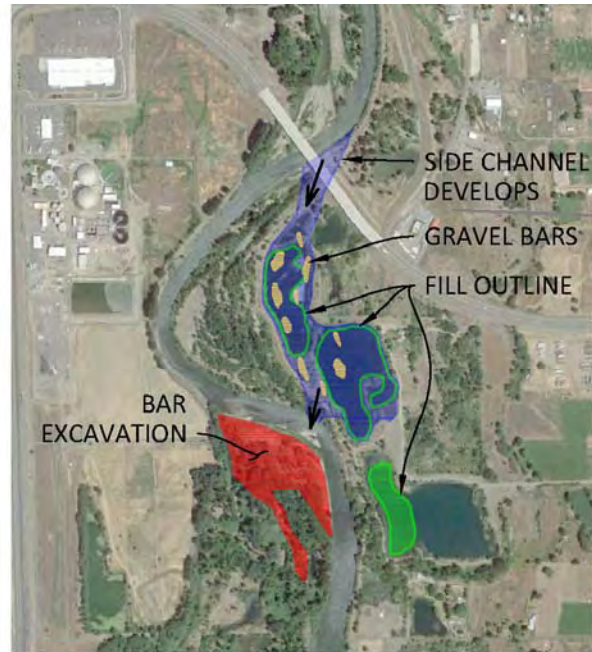 SIDE CHANNEL
DEVELOPS
GRAVEL BARS
FILL OUTLINE
BAR
EXCAVATION